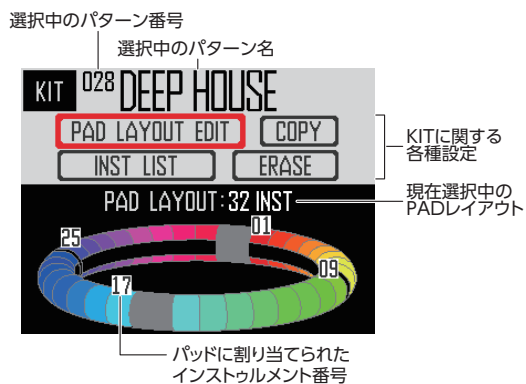 選択中のパターン番号
選択中のパターン名
KIT 028 DEEP HOUSE
PAD LAYOUT EDIT COPY
INST LIST ERASE
KITに関する
各種設定
PAD LAYOUT:32 INST
現在選択中の
PADレイアウト
01
25
09
17
パッドに割り当てられた
インストゥルメント番号